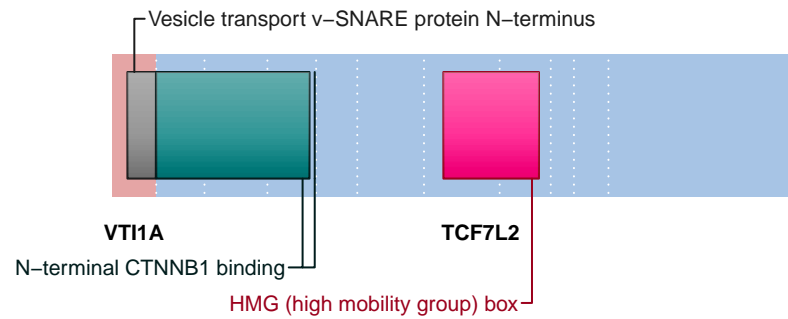 Vesicle transport v−SNARE protein N−terminus
VTI1A
TCF7L2
N−terminal CTNNB1 binding
HMG (high mobility group) box